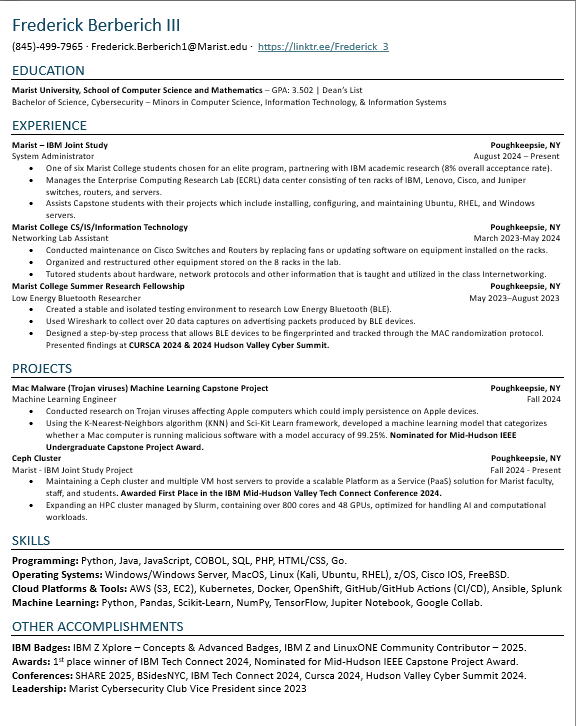 Frederick Berberich III
(845)-499-7965 · Frederick.Berberich1@Marist.edu · https://linktr.ee/Frederick_3
EDUCATION
Marist University, School of Computer Science and Mathematics – GPA: 3.502 | Dean's List
Bachelor of Science, Cybersecurity – Minors in Computer Science, Information Technology, & Information Systems
EXPERIENCE
Marist – IBM Joint Study Poughkeepsie, NY
System Administrator August 2024 – Present
• One of six Marist College students chosen for an elite program, partnering with IBM academic research (8% overall acceptance rate).
• Manages the Enterprise Computing Research Lab (ECRL) data center consisting of ten racks of IBM, Lenovo, Cisco, and Juniper
switches, routers, and servers.
• Assists Capstone students with their projects which include installing, configuring, and maintaining Ubuntu, RHEL, and Windows
servers.
Marist College CS/IS/Information Technology Poughkeepsie, NY
Networking Lab Assistant March 2023-May 2024
• Conducted maintenance on Cisco Switches and Routers by replacing fans or updating software on equipment installed on the racks.
• Organized and restructured other equipment stored on the 8 racks in the lab.
• Tutored students about hardware, network protocols and other information that is taught and utilized in the class Internetworking.
Marist College Summer Research Fellowship Poughkeepsie, NY
Low Energy Bluetooth Researcher May 2023–August 2023
• Created a stable and isolated testing environment to research Low Energy Bluetooth (BLE).
• Used Wireshark to collect over 20 data captures on advertising packets produced by BLE devices.
• Designed a step-by-step process that allows BLE devices to be fingerprinted and tracked through the MAC randomization protocol.
Presented findings at CURSCA 2024 & 2024 Hudson Valley Cyber Summit.
PROJECTS
Mac Malware (Trojan viruses) Machine Learning Capstone Project Poughkeepsie, NY
Machine Learning Engineer Fall 2024
• Conducted research on Trojan viruses affecting Apple computers which could imply persistence on Apple devices.
• Using the K-Nearest-Neighbors algorithm (KNN) and Sci-Kit Learn framework, developed a machine learning model that categorizes
whether a Mac computer is running malicious software with a model accuracy of 99.25%. Nominated for Mid-Hudson IEEE
Undergraduate Capstone Project Award.
Ceph Cluster Poughkeepsie, NY
Marist - IBM Joint Study Project Fall 2024 - Present
• Maintaining a Ceph cluster and multiple VM host servers to provide a scalable Platform as a Service (PaaS) solution for Marist faculty,
staff, and students. Awarded First Place in the IBM Mid-Hudson Valley Tech Connect Conference 2024.
• Expanding an HPC cluster managed by Slurm, containing over 800 cores and 48 GPUs, optimized for handling AI and computational
workloads.
SKILLS
Programming: Python, Java, JavaScript, COBOL, SQL, PHP, HTML/CSS, Go.
Operating Systems: Windows/Windows Server, MacOS, Linux (Kali, Ubuntu, RHEL), z/OS, Cisco IOS, FreeBSD.
Cloud Platforms & Tools: AWS (S3, EC2), Kubernetes, Docker, OpenShift, GitHub/GitHub Actions (CI/CD), Ansible, Splunk
Machine Learning: Python, Pandas, Scikit-Learn, NumPy, TensorFlow, Jupiter Notebook, Google Collab.
OTHER ACCOMPLISHMENTS
IBM Badges: IBM Z Xplore – Concepts & Advanced Badges, IBM Z and LinuxONE Community Contributor – 2025.
Awards: 1st place winner of IBM Tech Connect 2024, Nominated for Mid-Hudson IEEE Capstone Project Award.
Conferences: SHARE 2025, BSidesNYC, IBM Tech Connect 2024, Cursca 2024, Hudson Valley Cyber Summit 2024.
Leadership: Marist Cybersecurity Club Vice President since 2023